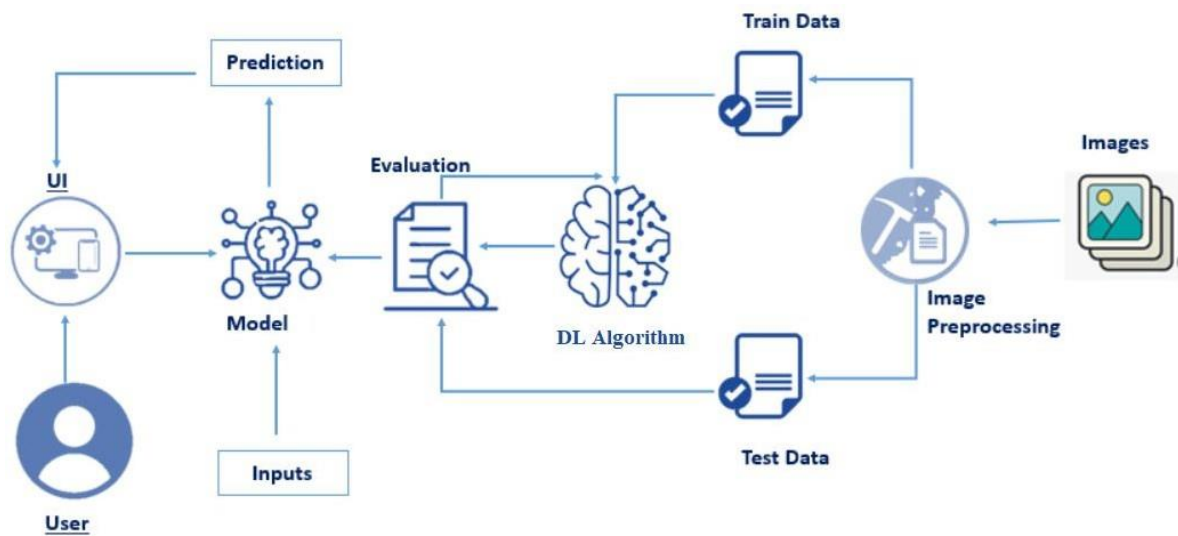 Train Data
Prediction
Images
Evaluation
UI
Image
Preprocessing
Model
DL Algorithm
Inputs
Test Data
User